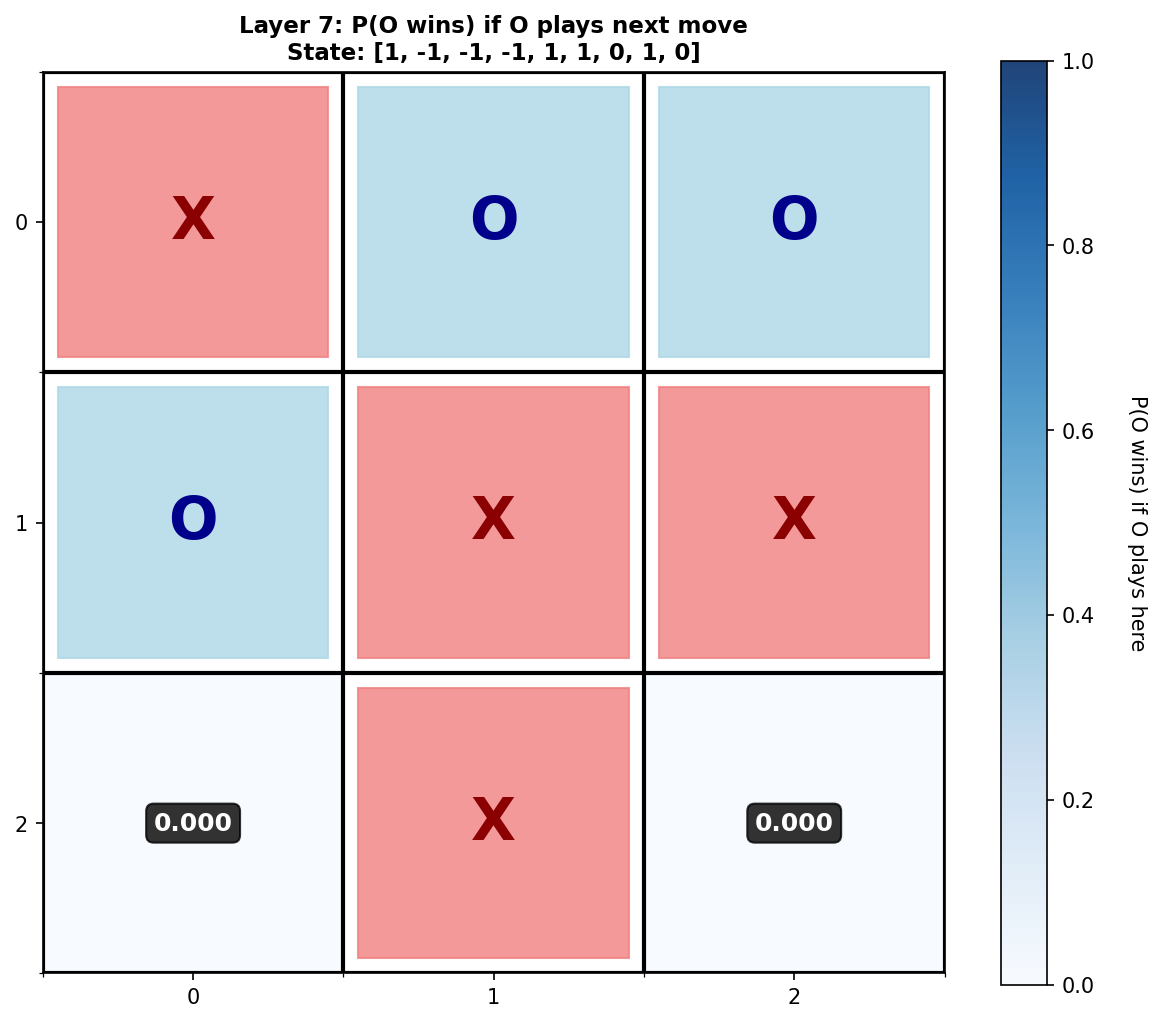 Layer 7: P(O wins) if O plays next move
State: [1, -1, -1, -1, 1, 1, 0, 1, 0]
X
O
O
O
X
X
0.000
X
0.000
0
1
2
0
1
2
1.0
0.8
0.6
0.4
0.2
0.0
P(O wins) if O plays here